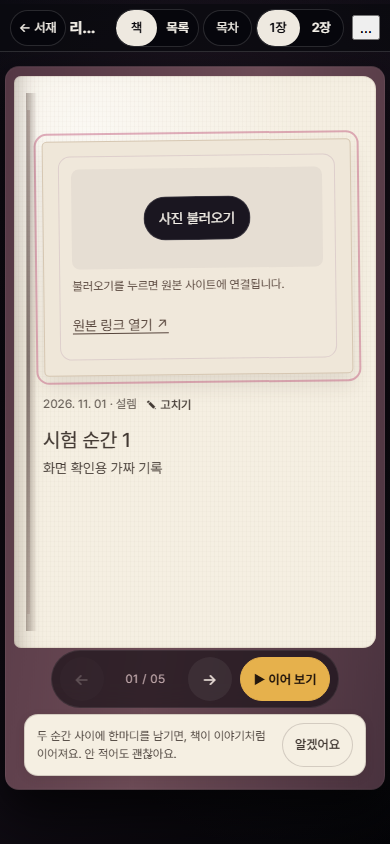 ← 서재 리... 책 목록 목차 1장 2장 ...
사진 불러오기
불러오기를 누르면 원본 사이트에 연결됩니다.
원본 링크 열기 ↗
2026. 11. 01 · 설렘 ✎ 고치기
시험 순간 1
화면 확인용 가짜 기록
← 01 / 05 → ▶ 이어 보기
두 순간 사이에 한마디를 남기면, 책이 이야기처럼
이어져요. 안 적어도 괜찮아요.
알겠어요